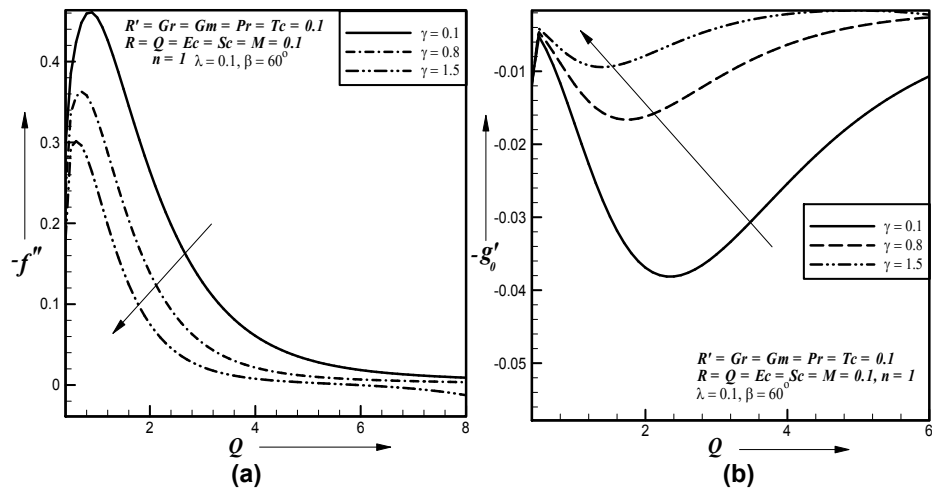 R' = Gr = Gm = Pr = Tc = 0.1
R = Q = Ec = Sc = M = 0.1
n = 1 λ = 0.1, β = 60°
γ = 0.1
γ = 0.8
γ = 1.5
0.4
0.3
0.2
0.1
0
-f''
2
4
6
8
Q
(a)
-0.01
-0.02
-0.03
-0.04
-0.05
-g'₀
γ = 0.1
γ = 0.8
γ = 1.5
R' = Gr = Gm = Pr = Tc = 0.1
R = Q = Ec = Sc = M = 0.1, n = 1
λ = 0.1, β = 60°
2
4
6
Q
(b)